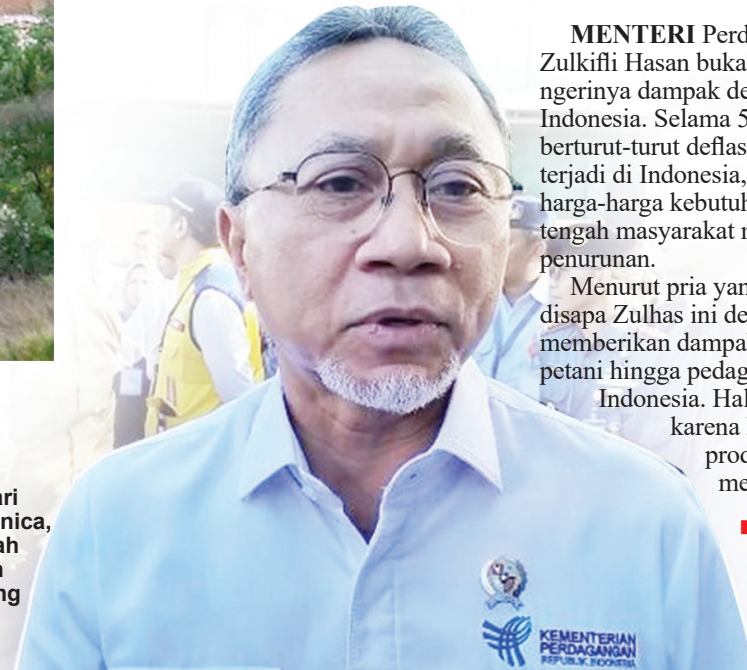 MENTERI Perd
Zulkifli Hasan buka
ngerinya dampak de
Indonesia. Selama 5
berturut-turut deflas
terjadi di Indonesia,
harga-harga kebutuh
tengah masyarakat
penurunan.
Menurut pria yan
disapa Zulhas ini de
memberikan dampa
petani hingga pedag
Indonesia. Hal
karena
prod
me
ari
nica,
ah
ng
KEMENTERIAN
PERDAGANGAN
REPUBLIK INDONESIA